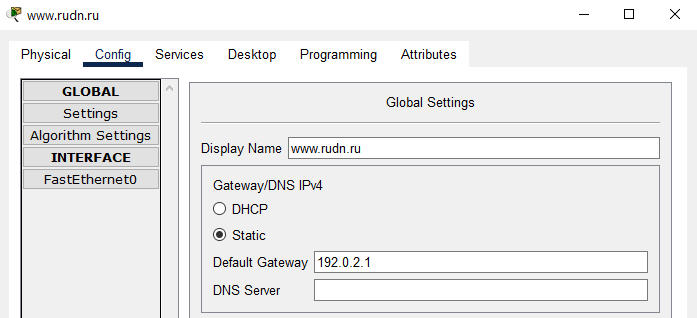 www.rudn.ru
Physical Config Services Desktop Programming Attributes
GLOBAL
Settings
Algorithm Settings
INTERFACE
FastEthernet0
Global Settings
Display Name www.rudn.ru
Gateway/DNS IPv4
DHCP
Static
Default Gateway 192.0.2.1
DNS Server